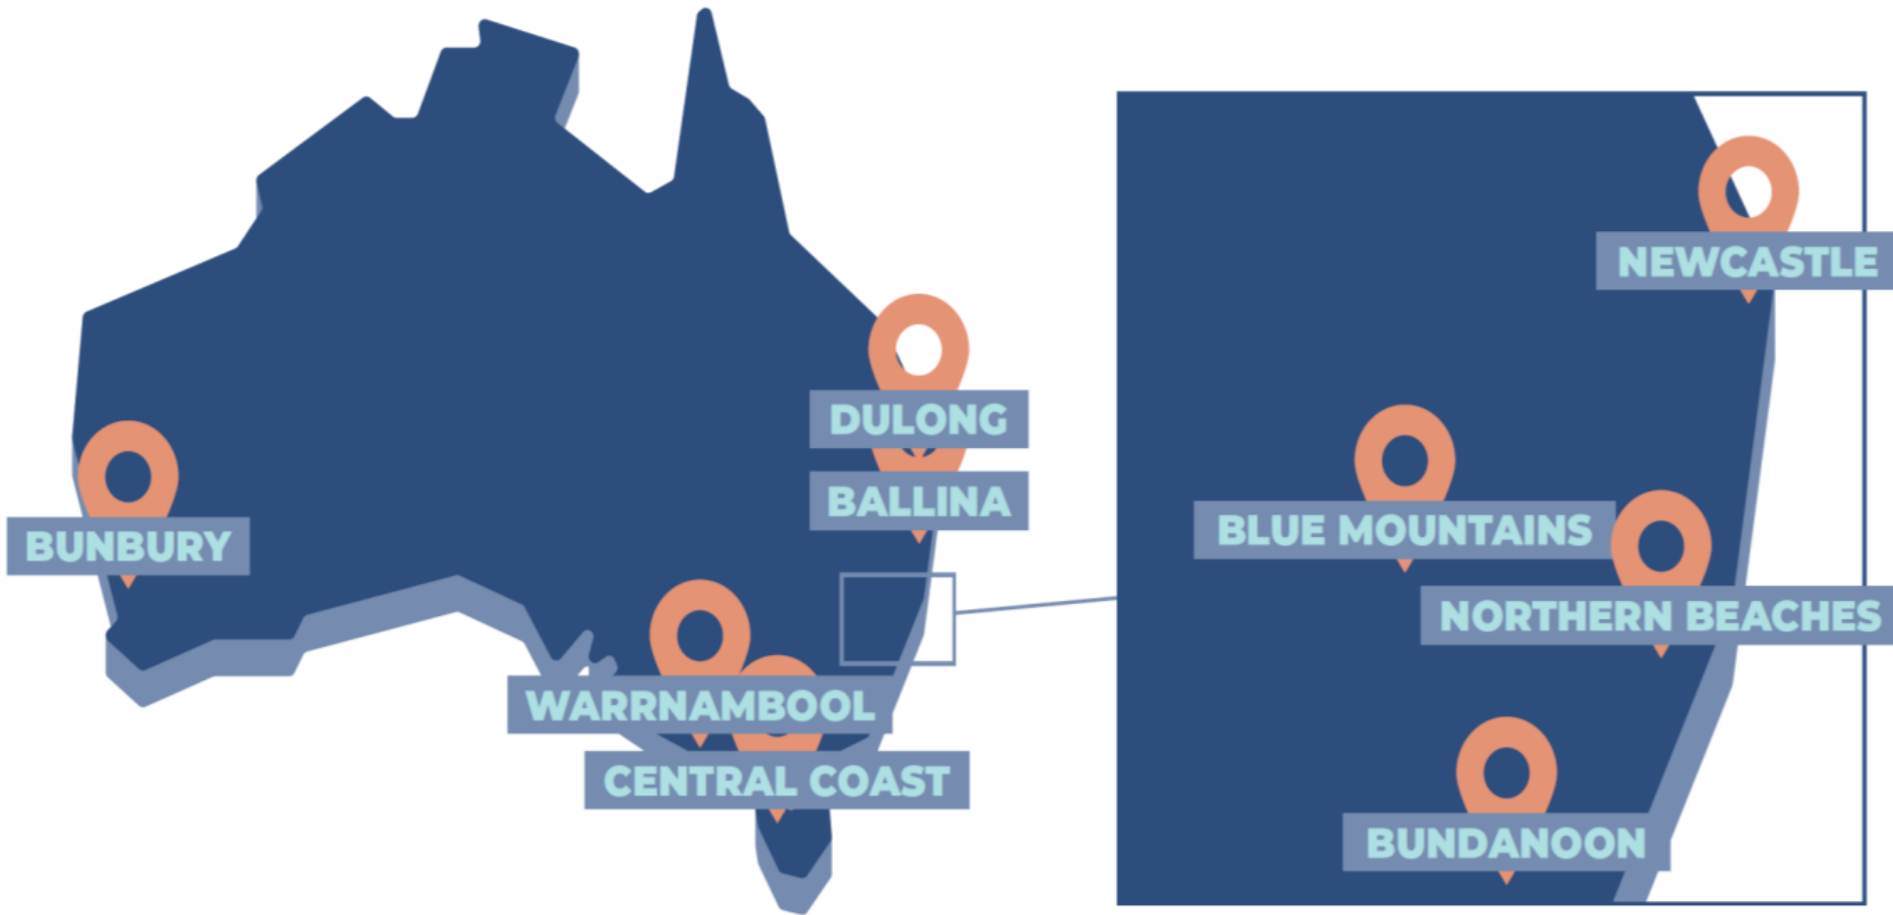 DULONG
BALLINA
BUNBURY
WARRNAMBOOL
CENTRAL COAST
NEWCASTLE
BLUE MOUNTAINS
NORTHERN BEACHES
BUNDANOON